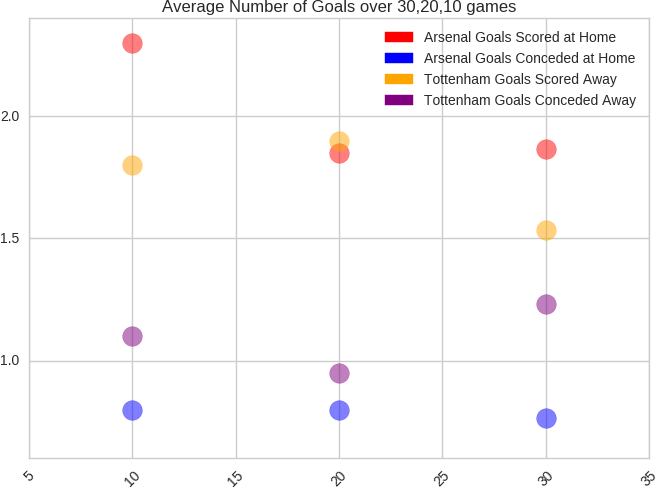 Average Number of Goals over 30,20,10 games
Arsenal Goals Scored at Home
Arsenal Goals Conceded at Home
Tottenham Goals Scored Away
Tottenham Goals Conceded Away
2.0
1.5
1.0
5 10 15 20 25 30 35